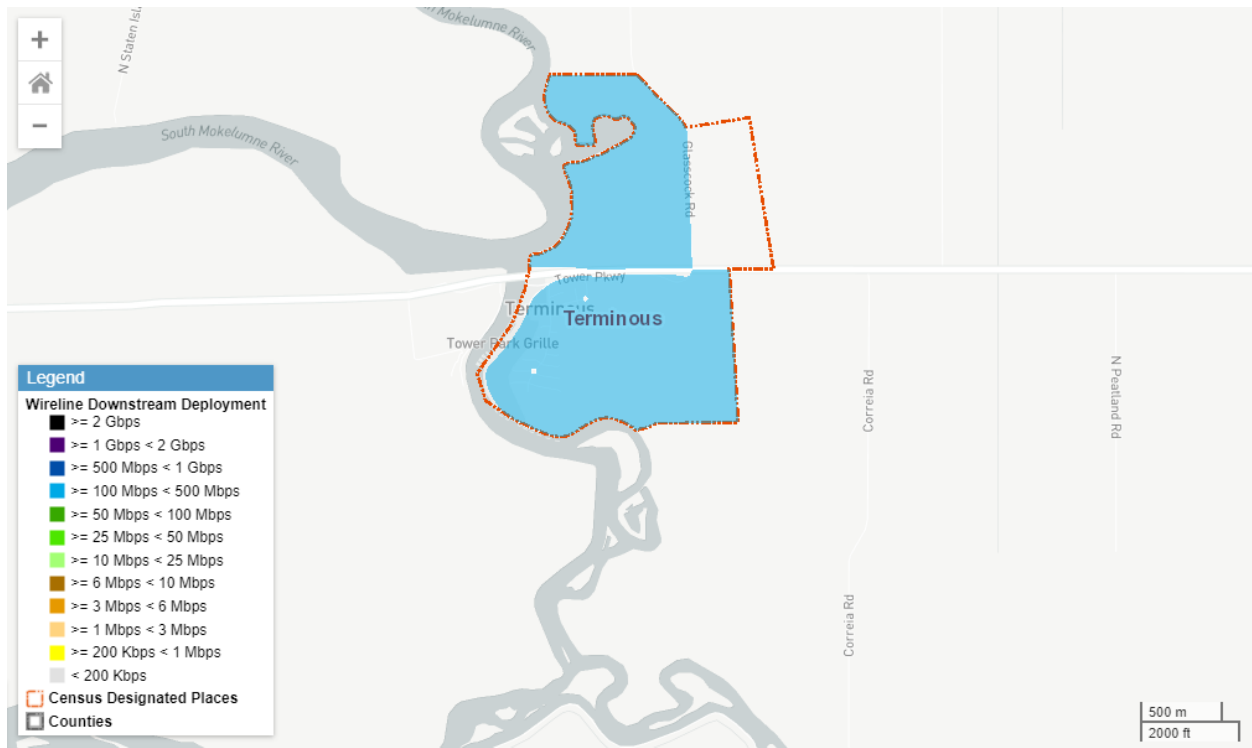 +
−
N Staten Isl
h Mokelumne River
South Mokelumne River
Glasscock Rd
Tower Pkwy
Terminous
Terminous
Tower Park Grille
Correia Rd
N Peatland Rd
Correia Rd
Legend
Wireline Downstream Deployment
>= 2 Gbps
>= 1 Gbps < 2 Gbps
>= 500 Mbps < 1 Gbps
>= 100 Mbps < 500 Mbps
>= 50 Mbps < 100 Mbps
>= 25 Mbps < 50 Mbps
>= 10 Mbps < 25 Mbps
>= 6 Mbps < 10 Mbps
>= 3 Mbps < 6 Mbps
>= 1 Mbps < 3 Mbps
>= 200 Kbps < 1 Mbps
< 200 Kbps
Census Designated Places
Counties
500 m
2000 ft